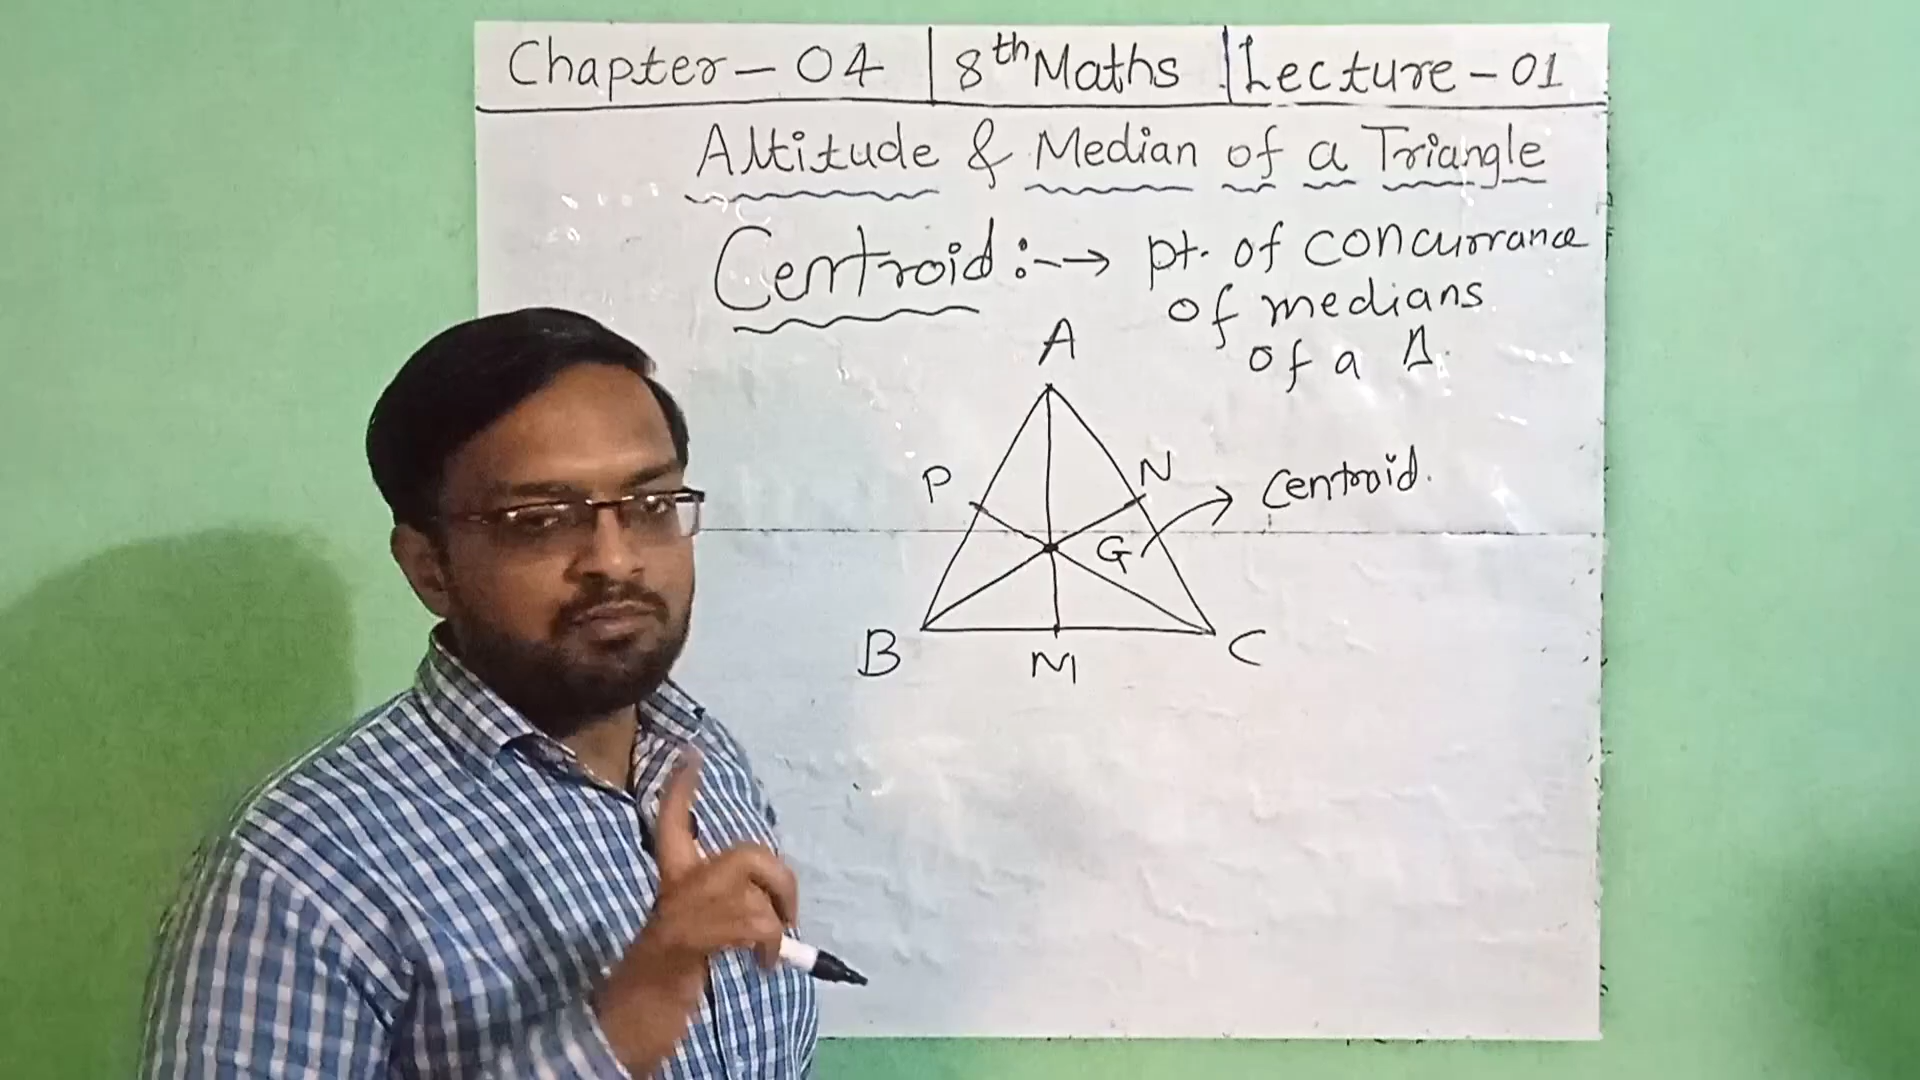 Chapter - 04 | 8th Maths | Lecture - 01
Altitude & Median of a Triangle
Centroid :-→ pt. of concurrance
of medians
of a Δ.
A
P
N
G → Centroid.
B
M
C